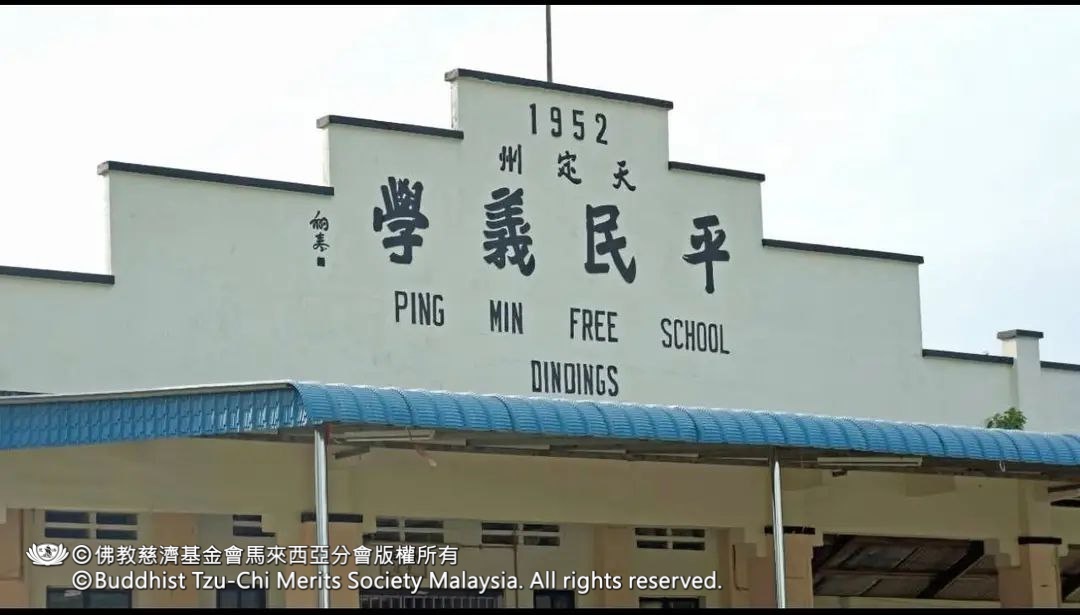 1952
天定州
平民義學
PING MIN FREE SCHOOL
DINDINGS
©佛教慈濟基金會馬來西亞分會版權所有
©Buddhist Tzu-Chi Merits Society Malaysia. All rights reserved.